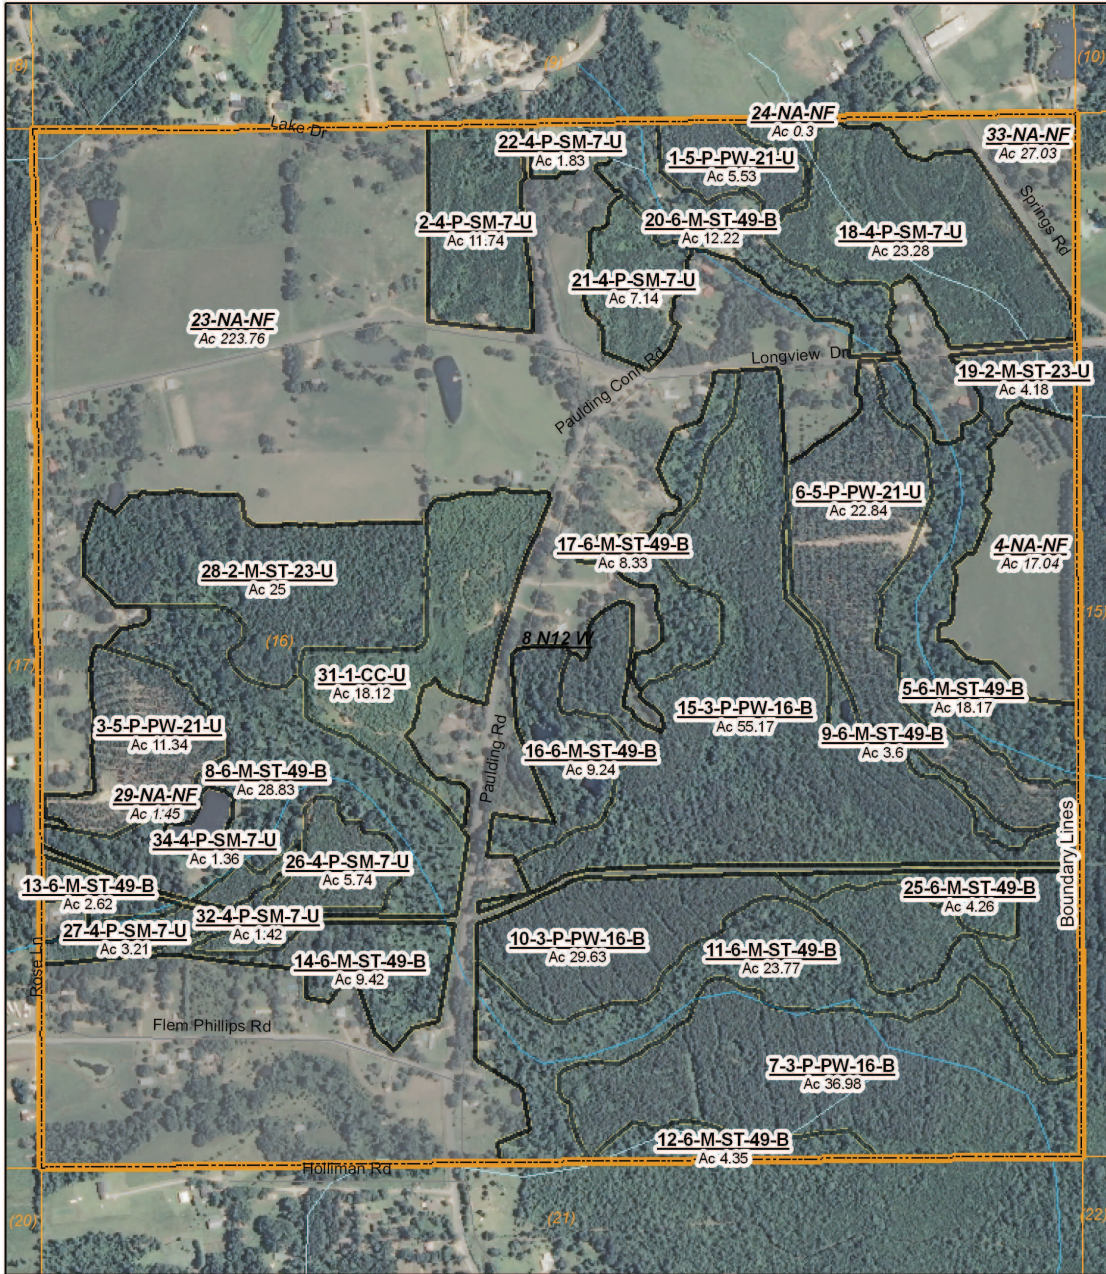 (8)
(9)
(10)
Lake Dr
24-NA-NF
Ac 0.3
33-NA-NF
Ac 27.03
22-4-P-SM-7-U
Ac 1.83
1-5-P-PW-21-U
Ac 5.53
Springs Rd
2-4-P-SM-7-U
Ac 11.74
20-6-M-ST-49-B
Ac 12.22
18-4-P-SM-7-U
Ac 23.28
21-4-P-SM-7-U
Ac 7.14
23-NA-NF
Ac 223.76
Longview Dr
Paulding Conn Rd
19-2-M-ST-23-U
Ac 4.18
6-5-P-PW-21-U
Ac 22.84
17-6-M-ST-49-B
Ac 8.33
4-NA-NF
Ac 17.04
28-2-M-ST-23-U
Ac 25
(15)
(16)
8 N12 W
(17)
31-1-CC-U
Ac 18.12
5-6-M-ST-49-B
Ac 18.17
15-3-P-PW-16-B
Ac 55.17
3-5-P-PW-21-U
Ac 11.34
9-6-M-ST-49-B
Ac 3.6
Paulding Rd
16-6-M-ST-49-B
Ac 9.24
8-6-M-ST-49-B
Ac 28.83
29-NA-NF
Ac 1.45
34-4-P-SM-7-U
Ac 1.36
26-4-P-SM-7-U
Ac 5.74
Boundary Lines
13-6-M-ST-49-B
Ac 2.62
25-6-M-ST-49-B
Ac 4.26
32-4-P-SM-7-U
Ac 1.42
27-4-P-SM-7-U
Ac 3.21
10-3-P-PW-16-B
Ac 29.63
11-6-M-ST-49-B
Ac 23.77
14-6-M-ST-49-B
Ac 9.42
Rose Ln
Flem Phillips Rd
7-3-P-PW-16-B
Ac 36.98
12-6-M-ST-49-B
Ac 4.35
Holliman Rd
(20)
(21)
(22)